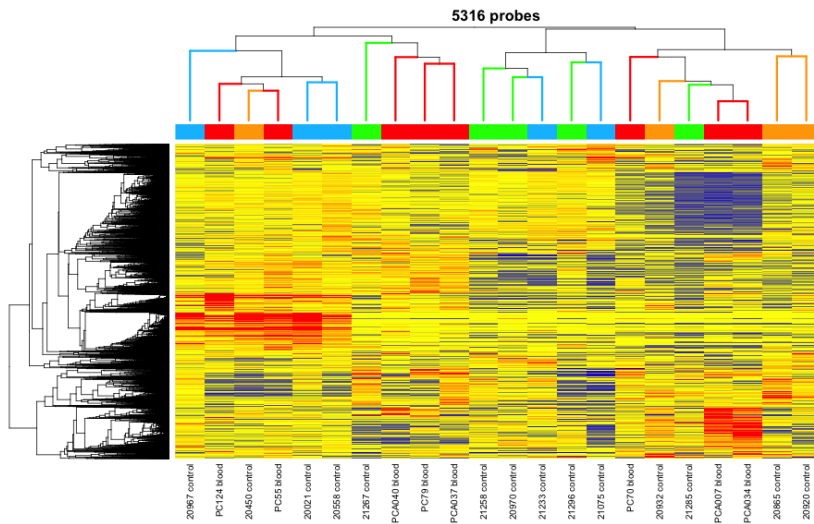 5316 probes
20967 control
PC124 blood
20450 control
PC55 blood
20021 control
20558 control
21267 control
PCA040 blood
PC79 blood
PCA037 blood
21258 control
20970 control
21233 control
21296 control
21075 control
PC70 blood
20932 control
21285 control
PCA007 blood
PCA034 blood
20865 control
20920 control